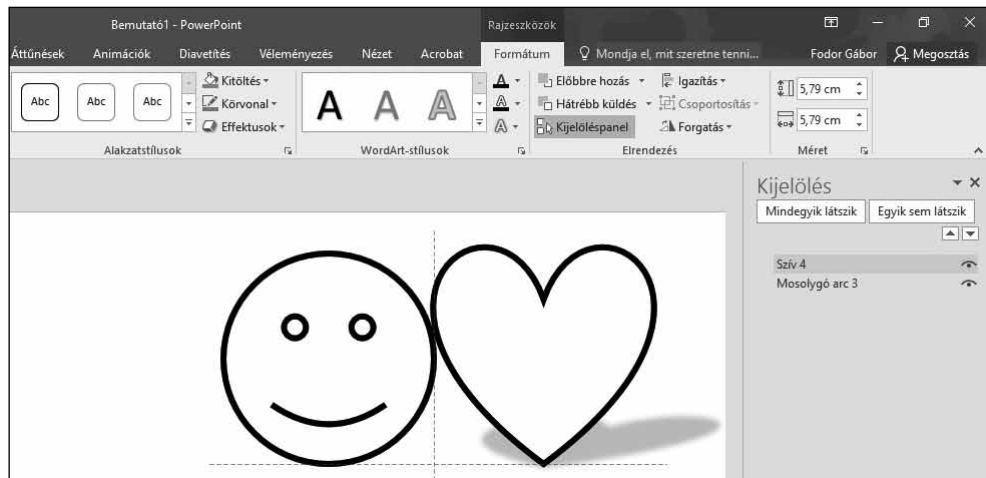 Bemutató1 - PowerPoint Rajzeszközök
Áttűnések Animációk Diavetítés Véleményezés Nézet Acrobat Formátum Mondja el, mit szeretne tenni... Fodor Gábor Megosztás
Abc Abc Abc
Kitöltés
Körvonal
Effektusok
Alakzatstílusok
A A A
A
A
A
WordArt-stílusok
Előbbre hozás
Hátrébb küldés
Kijelöléspanel
Igazítás
Csoportosítás
Forgatás
Elrendezés
5,79 cm
5,79 cm
Méret
Kijelölés
Mindegyik látszik Egyik sem látszik
Szív 4
Mosolygó arc 3